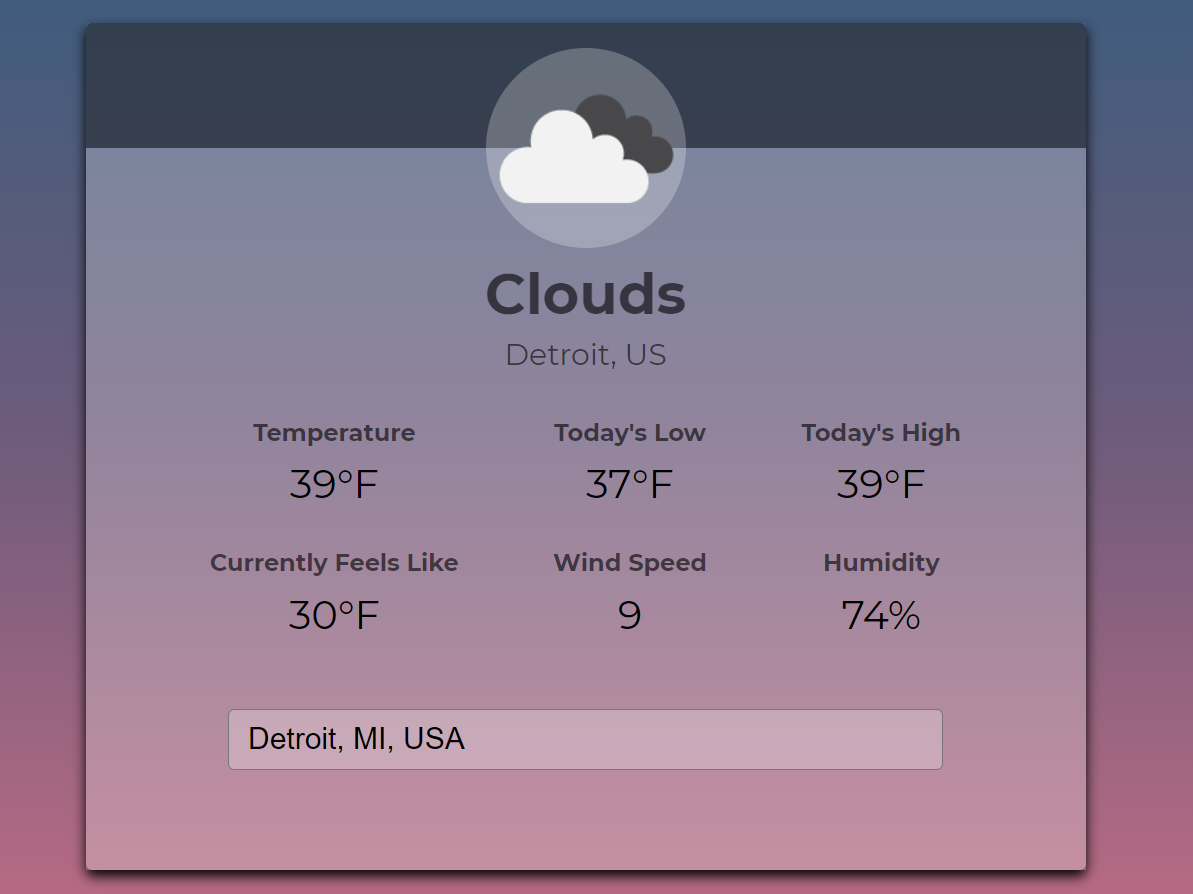 Clouds
Detroit, US
Temperature Today's Low Today's High
39°F 37°F 39°F
Currently Feels Like Wind Speed Humidity
30°F 9 74%
Detroit, MI, USA